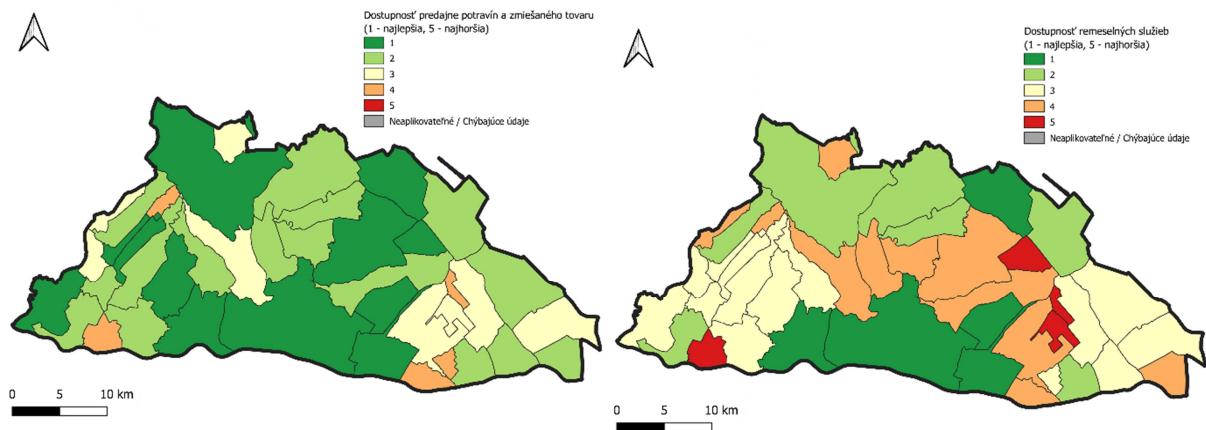 Dostupnosť predajne potravín a zmiešaného tovaru
(1 - najlepšia, 5 - najhoršia)
1
2
3
4
5
Neaplikovateľné / Chýbajúce údaje
0 5 10 km
Dostupnosť remeselných služieb
(1 - najlepšia, 5 - najhoršia)
1
2
3
4
5
Neaplikovateľné / Chýbajúce údaje
0 5 10 km